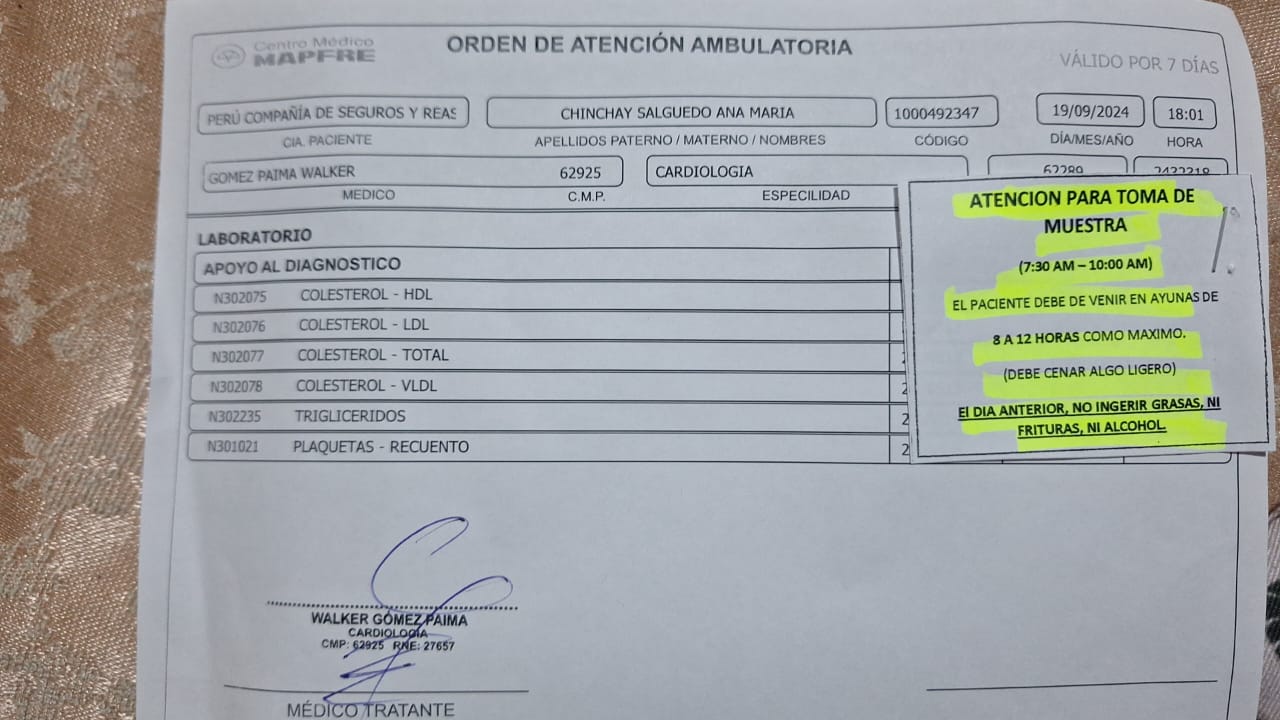 Centro Médico
MAPFRE
ORDEN DE ATENCIÓN AMBULATORIA
VÁLIDO POR 7 DÍAS
PERÚ COMPAÑÍA DE SEGUROS Y REAS
CHINCHAY SALGUEDO ANA MARIA
1000492347
19/09/2024
18:01
CIA. PACIENTE
APELLIDOS PATERNO / MATERNO / NOMBRES
CÓDIGO
DÍA/MES/AÑO
HORA
GOMEZ PAIMA WALKER 62925
CARDIOLOGIA
62289
MEDICO
C.M.P.
ESPECILIDAD
LABORATORIO
APOYO AL DIAGNOSTICO
N302075 COLESTEROL - HDL
N302076 COLESTEROL - LDL
N302077 COLESTEROL - TOTAL
N302078 COLESTEROL - VLDL
N302235 TRIGLICERIDOS
N301021 PLAQUETAS - RECUENTO
ATENCION PARA TOMA DE
MUESTRA
(7:30 AM – 10:00 AM)
EL PACIENTE DEBE DE VENIR EN AYUNAS DE
8 A 12 HORAS COMO MAXIMO.
(DEBE CENAR ALGO LIGERO)
El DIA ANTERIOR, NO INGERIR GRASAS, NI
FRITURAS, NI ALCOHOL.
WALKER GÓMEZ PAIMA
CARDIOLOGÍA
CMP: 62925 RNE: 27657
MÉDICO TRATANTE